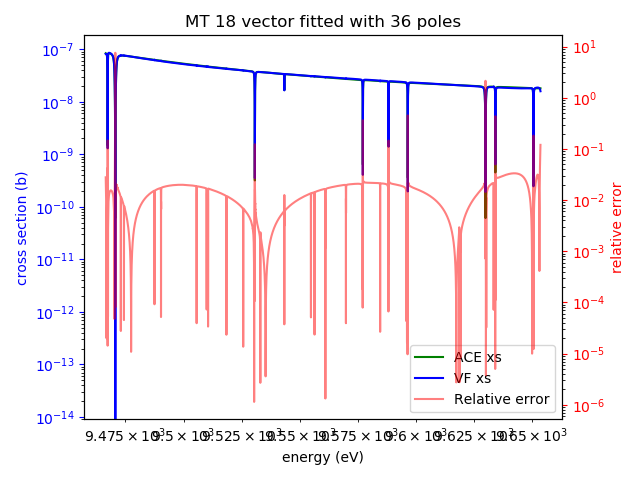 MT 18 vector fitted with 36 poles
10⁻⁷
10⁻⁸
10⁻⁹
10⁻¹⁰
10⁻¹¹
10⁻¹²
10⁻¹³
10⁻¹⁴
cross section (b)
10¹
10⁰
10⁻¹
10⁻²
10⁻³
10⁻⁴
10⁻⁵
10⁻⁶
relative error
ACE xs
VF xs
Relative error
9.475 × 10³ 9.5 × 10³ 9.525 × 10³ 9.55 × 10³ 9.575 × 10³ 9.6 × 10³ 9.625 × 10³ 9.65 × 10³
energy (eV)